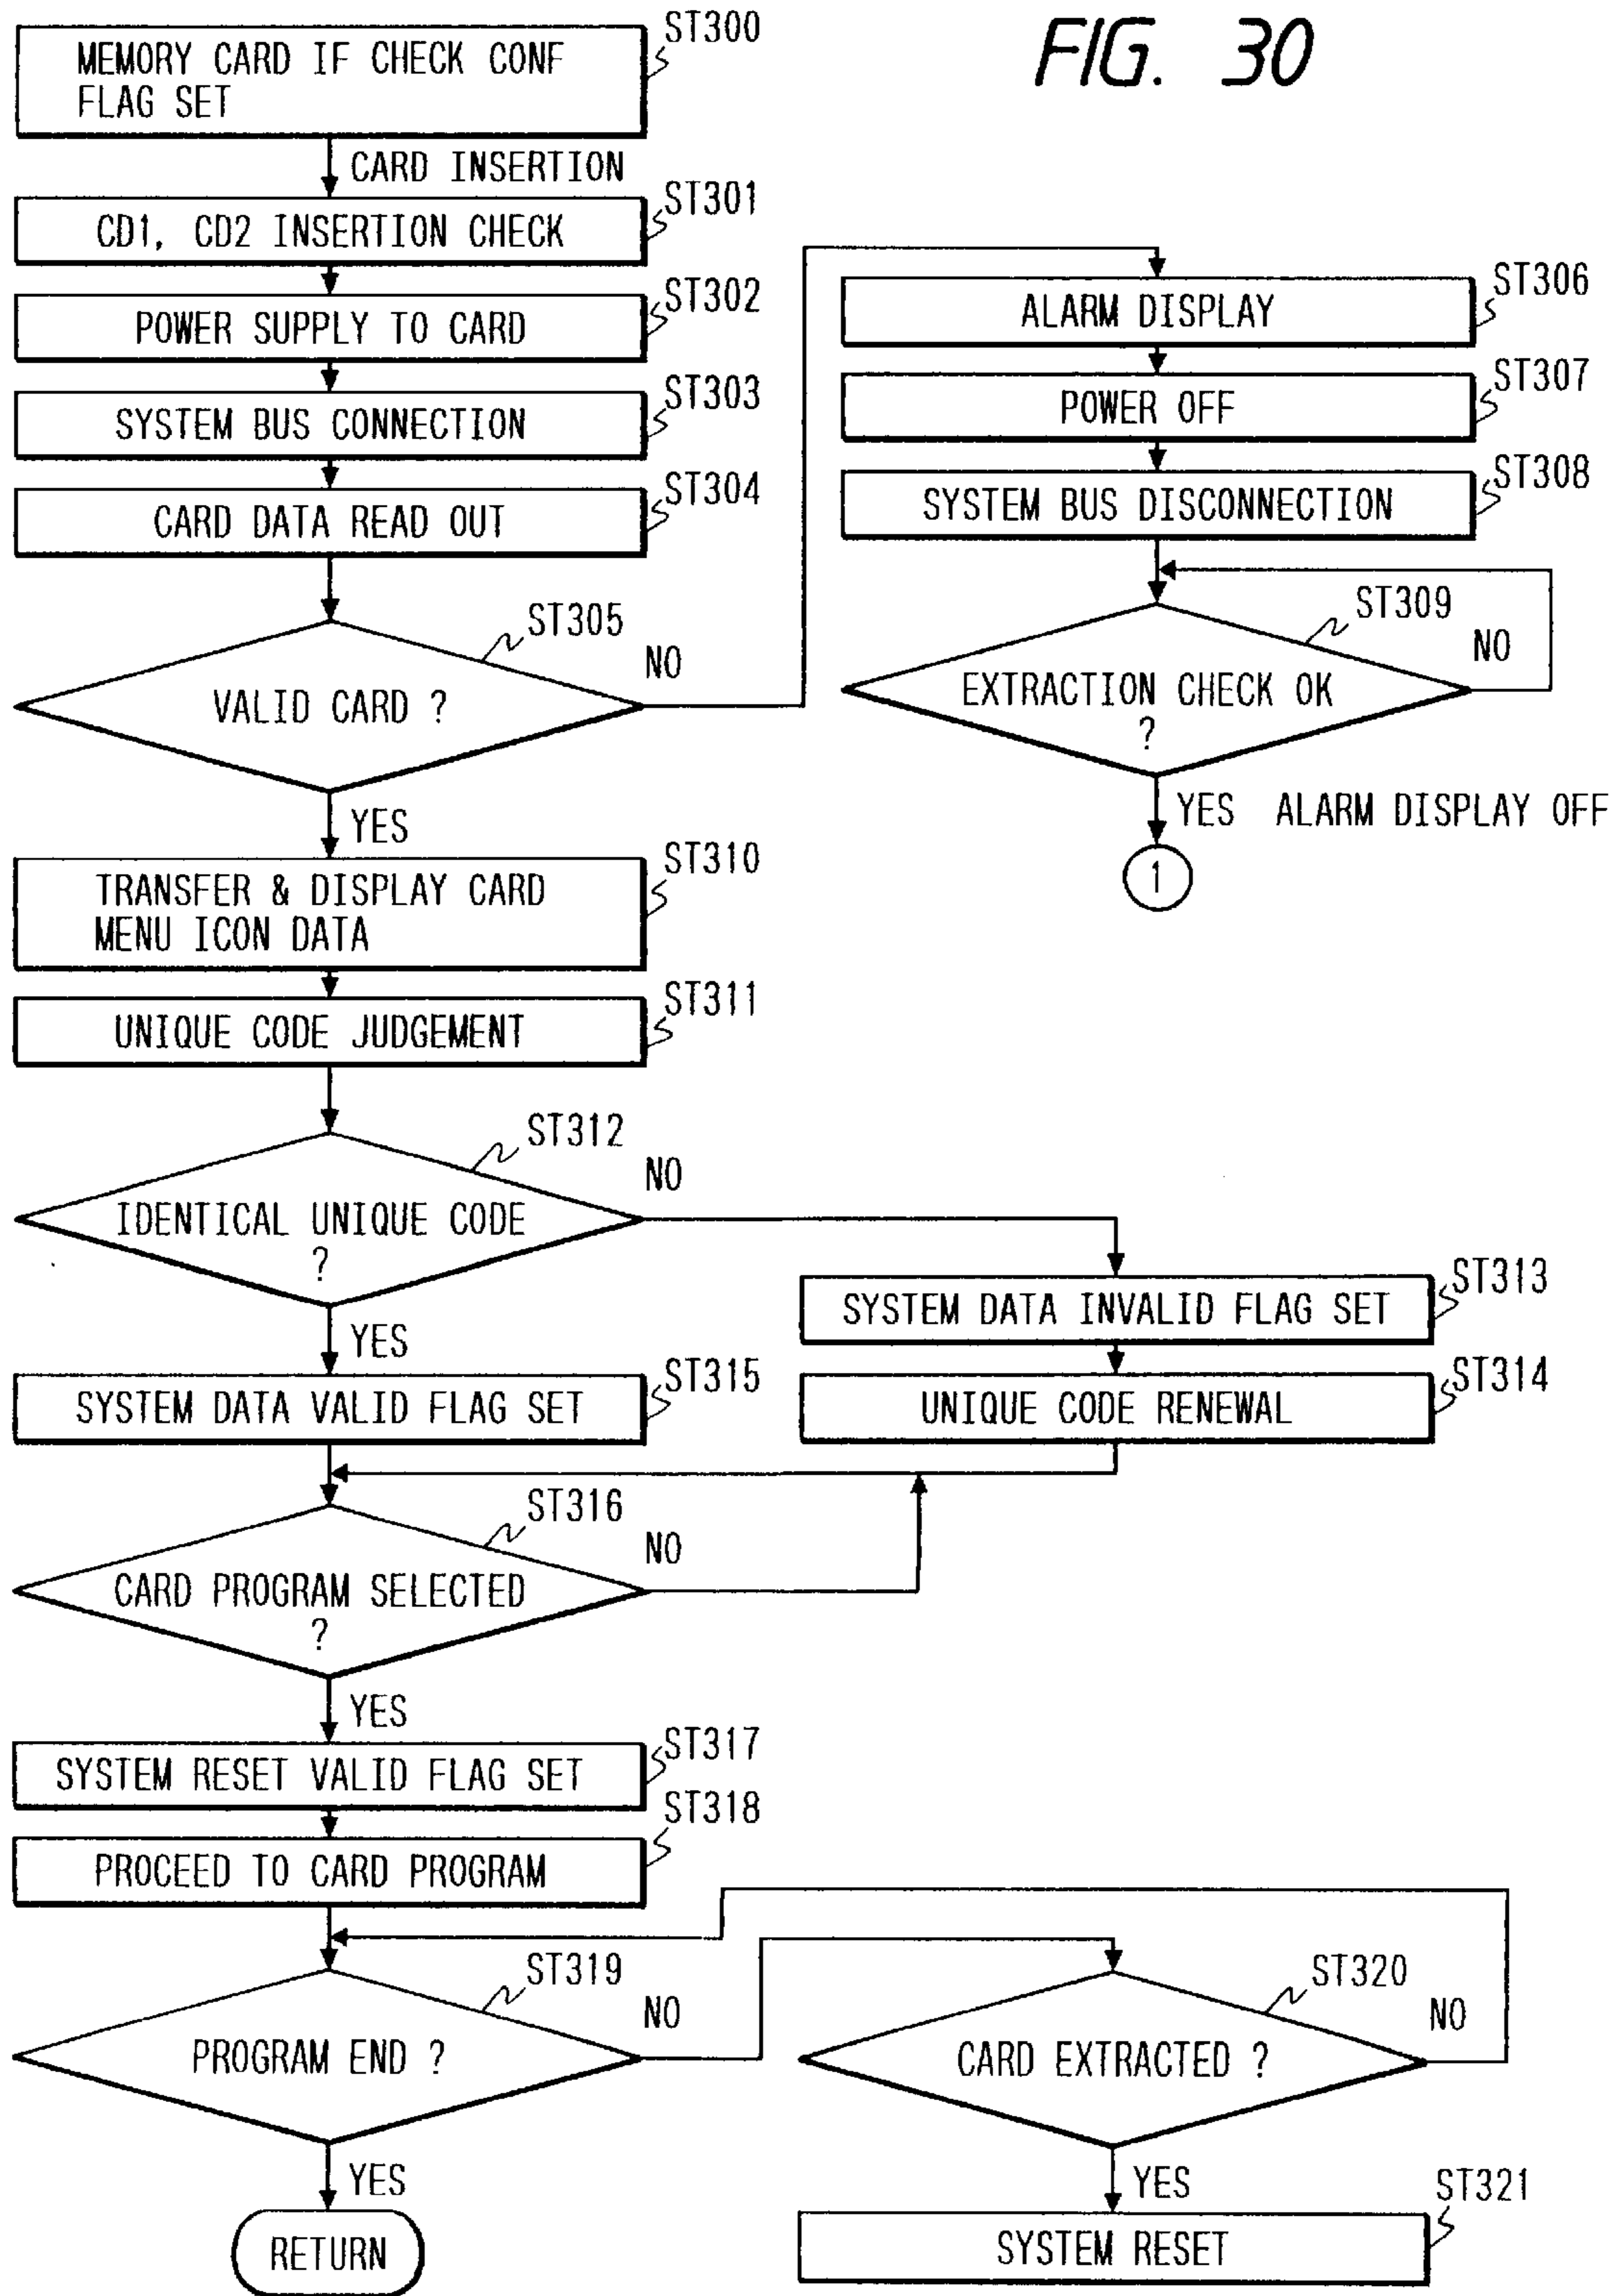 FIG. 30
ST300
MEMORY CARD IF CHECK CONF
FLAG SET
CARD INSERTION
ST301
CD1, CD2 INSERTION CHECK
ST302
POWER SUPPLY TO CARD
ST303
SYSTEM BUS CONNECTION
ST304
CARD DATA READ OUT
ST305
VALID CARD ?
NO
YES
ST306
ALARM DISPLAY
ST307
POWER OFF
ST308
SYSTEM BUS DISCONNECTION
ST309
EXTRACTION CHECK OK
?
NO
YES ALARM DISPLAY OFF
1
ST310
TRANSFER & DISPLAY CARD
MENU ICON DATA
ST311
UNIQUE CODE JUDGEMENT
ST312
IDENTICAL UNIQUE CODE
?
NO
YES
ST313
SYSTEM DATA INVALID FLAG SET
ST314
UNIQUE CODE RENEWAL
ST315
SYSTEM DATA VALID FLAG SET
ST316
CARD PROGRAM SELECTED
?
NO
YES
ST317
SYSTEM RESET VALID FLAG SET
ST318
PROCEED TO CARD PROGRAM
ST319
PROGRAM END ?
NO
YES
RETURN
ST320
CARD EXTRACTED ?
NO
YES
ST321
SYSTEM RESET